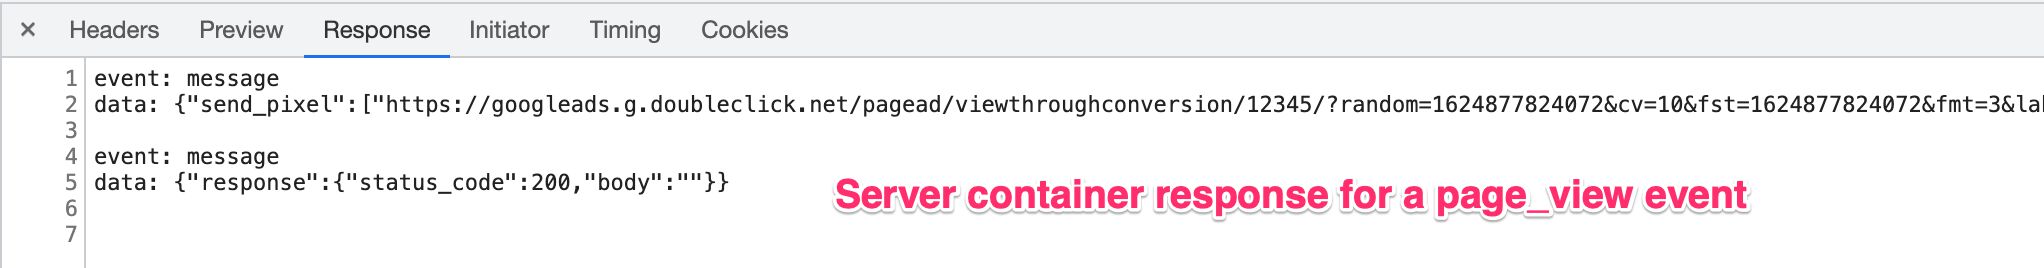 × Headers Preview Response Initiator Timing Cookies
1 event: message
2 data: {"send_pixel":["https://googleads.g.doubleclick.net/pagead/viewthroughconversion/12345/?random=1624877824072&cv=10&fst=1624877824072&fmt=3&la
3
4 event: message
5 data: {"response":{"status_code":200,"body":""}}
Server container response for a page_view event
6
7